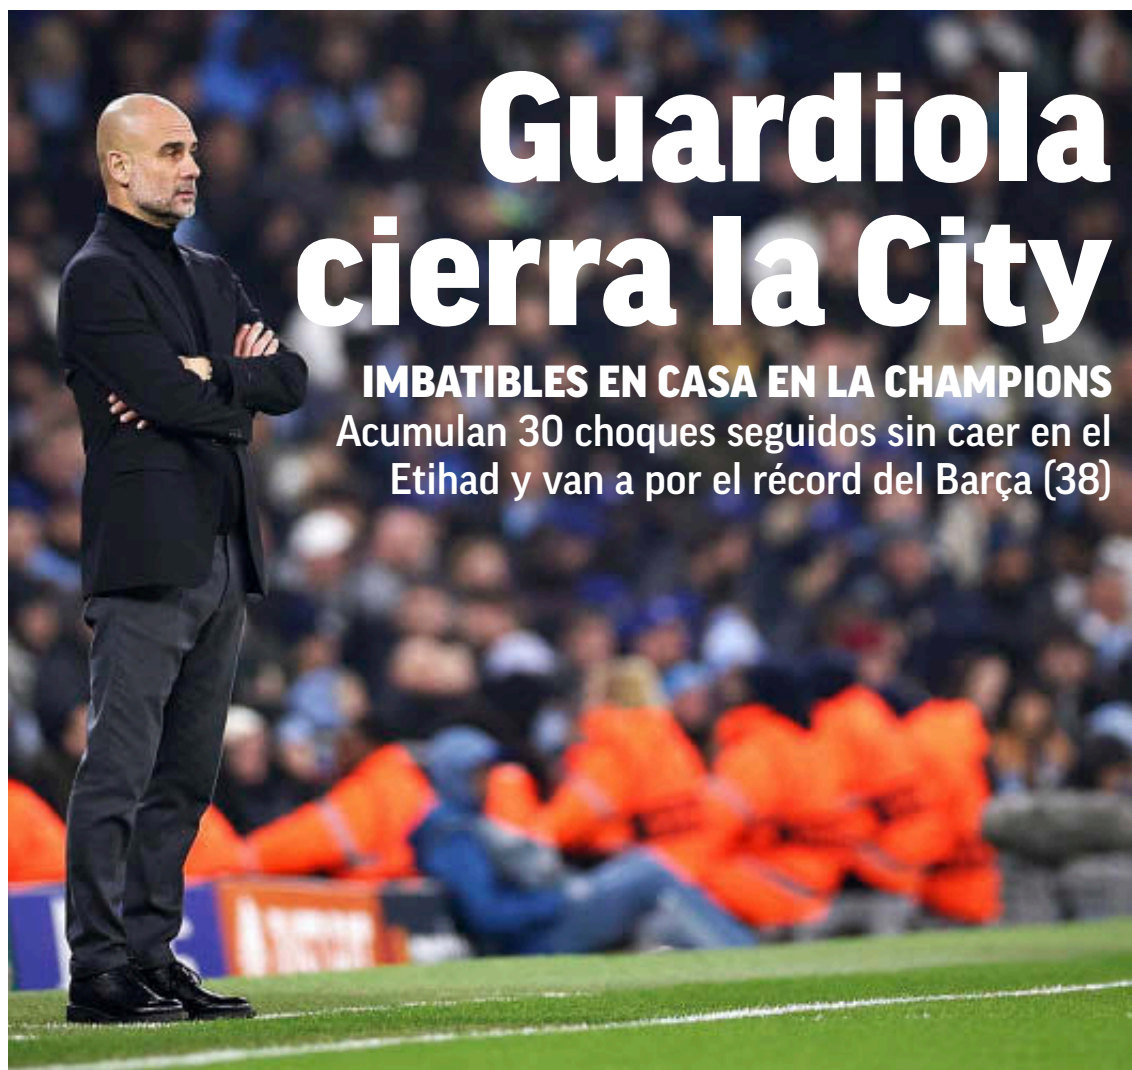 Guardiola
cierra la City
IMBATIBLES EN CASA EN LA CHAMPIONS
Acumulan 30 choques seguidos sin caer en el
Etihad y van a por el récord del Barça (38)